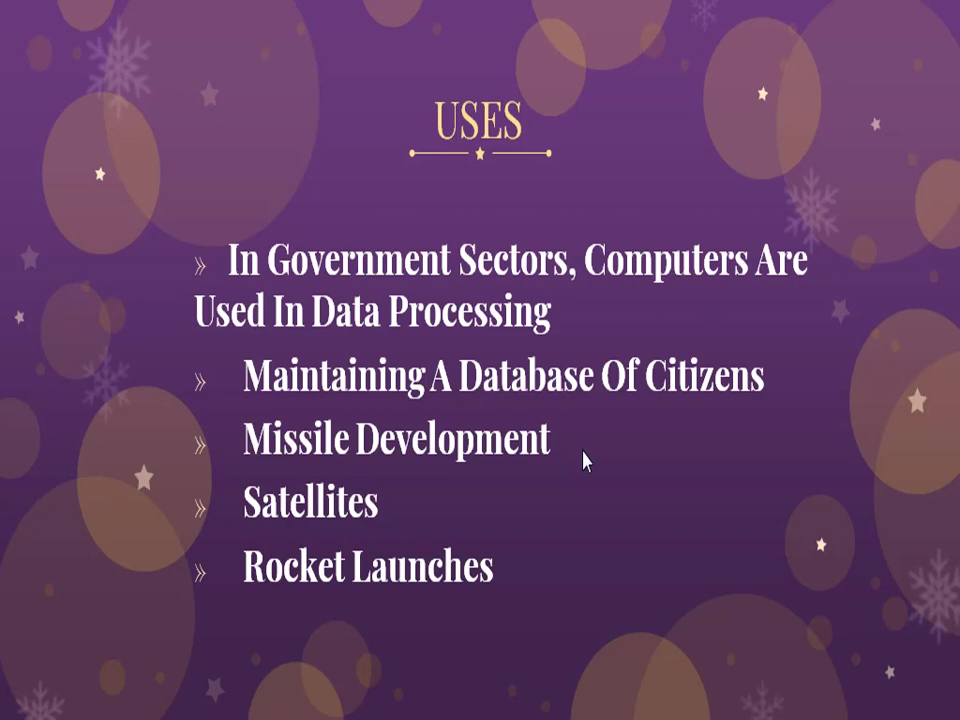 USES
» In Government Sectors, Computers Are
Used In Data Processing
» Maintaining A Database Of Citizens
» Missile Development
» Satellites
» Rocket Launches